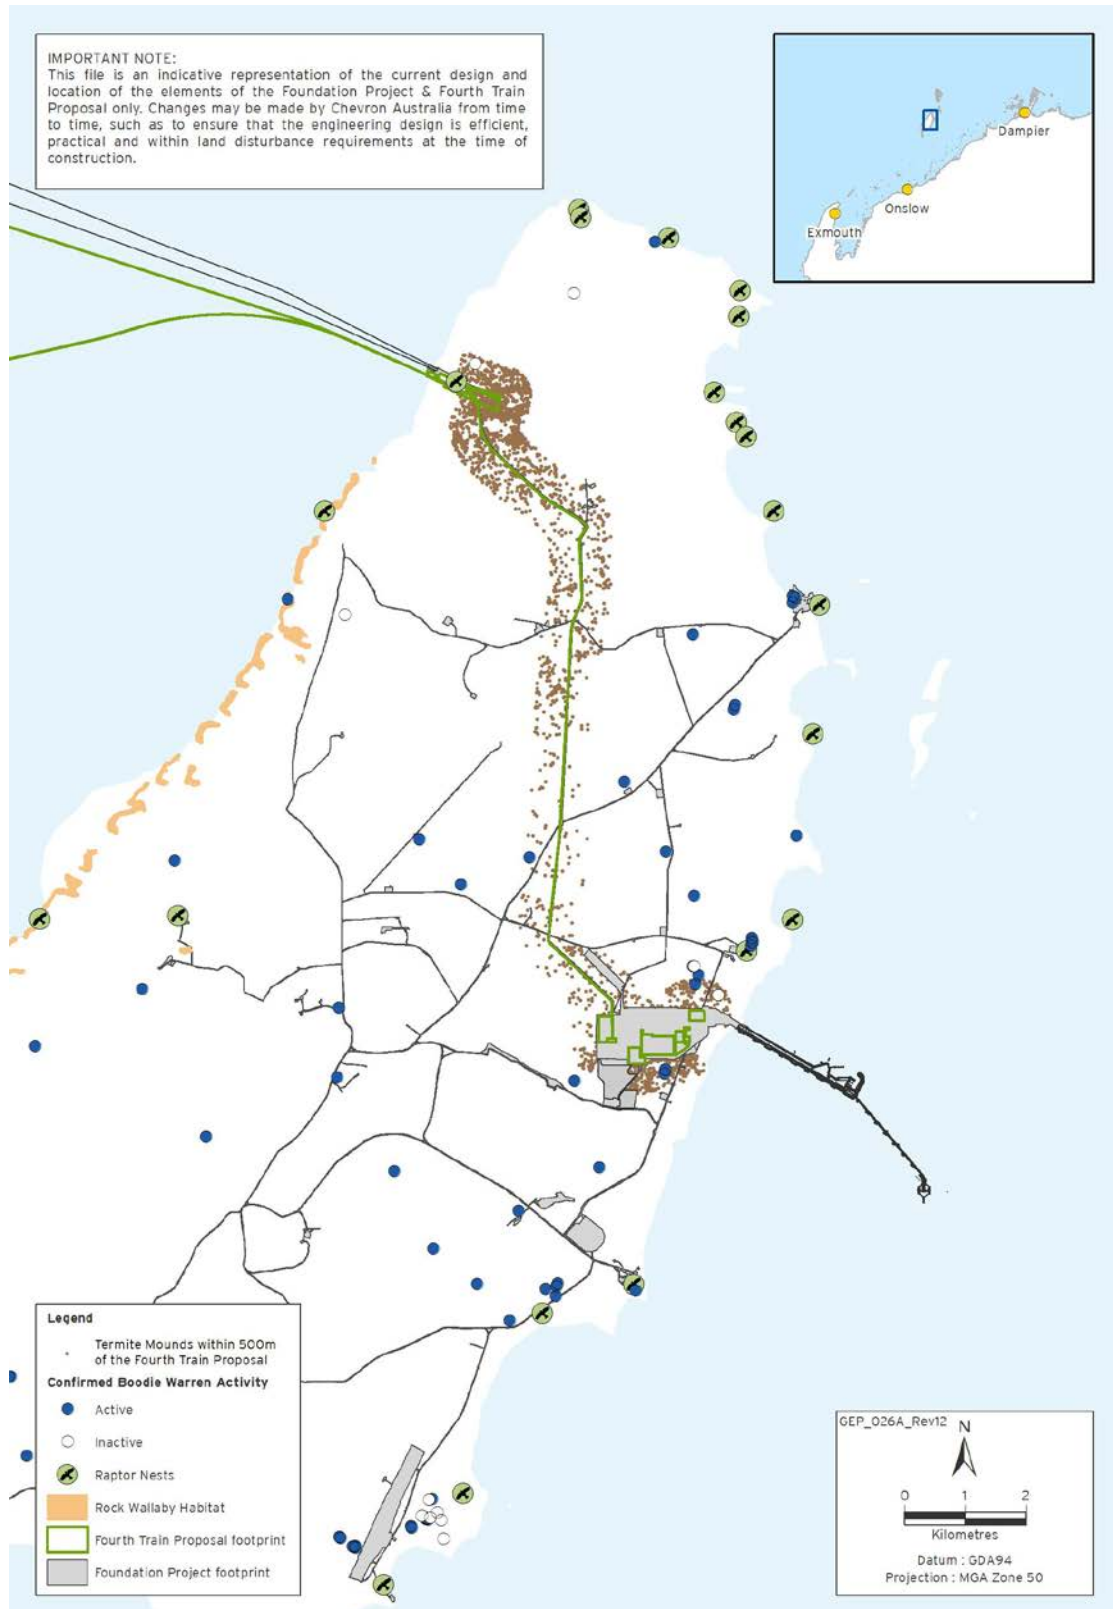 IMPORTANT NOTE:
This file is an indicative representation of the current design and
location of the elements of the Foundation Project & Fourth Train
Proposal only. Changes may be made by Chevron Australia from time
to time, such as to ensure that the engineering design is efficient,
practical and within land disturbance requirements at the time of
construction.
Dampier
Onslow
Exmouth
Legend
Termite Mounds within 500m
of the Fourth Train Proposal
Confirmed Boodie Warren Activity
Active
Inactive
Raptor Nests
Rock Wallaby Habitat
Fourth Train Proposal footprint
Foundation Project footprint
GEP_026A_Rev12
N
0 1 2
Kilometres
Datum : GDA94
Projection : MGA Zone 50